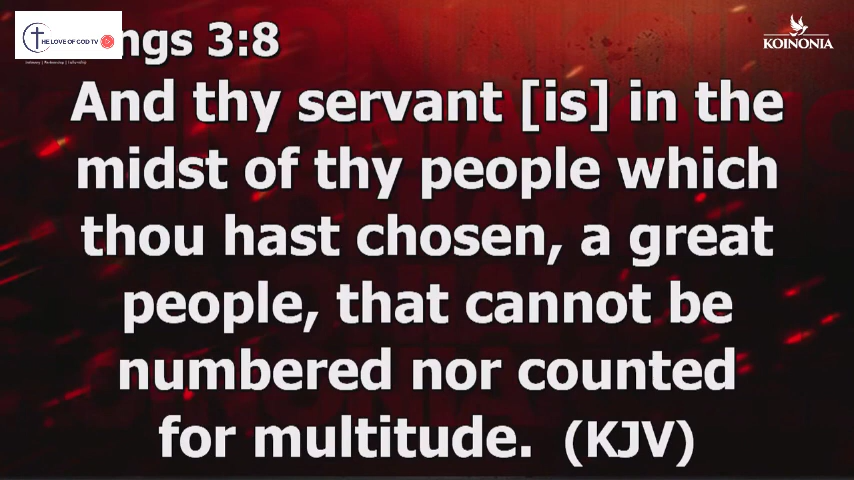 THE LOVE OF GOD TV
ngs 3:8
KOINONIA
And thy servant [is] in the
midst of thy people which
thou hast chosen, a great
people, that cannot be
numbered nor counted
for multitude. (KJV)